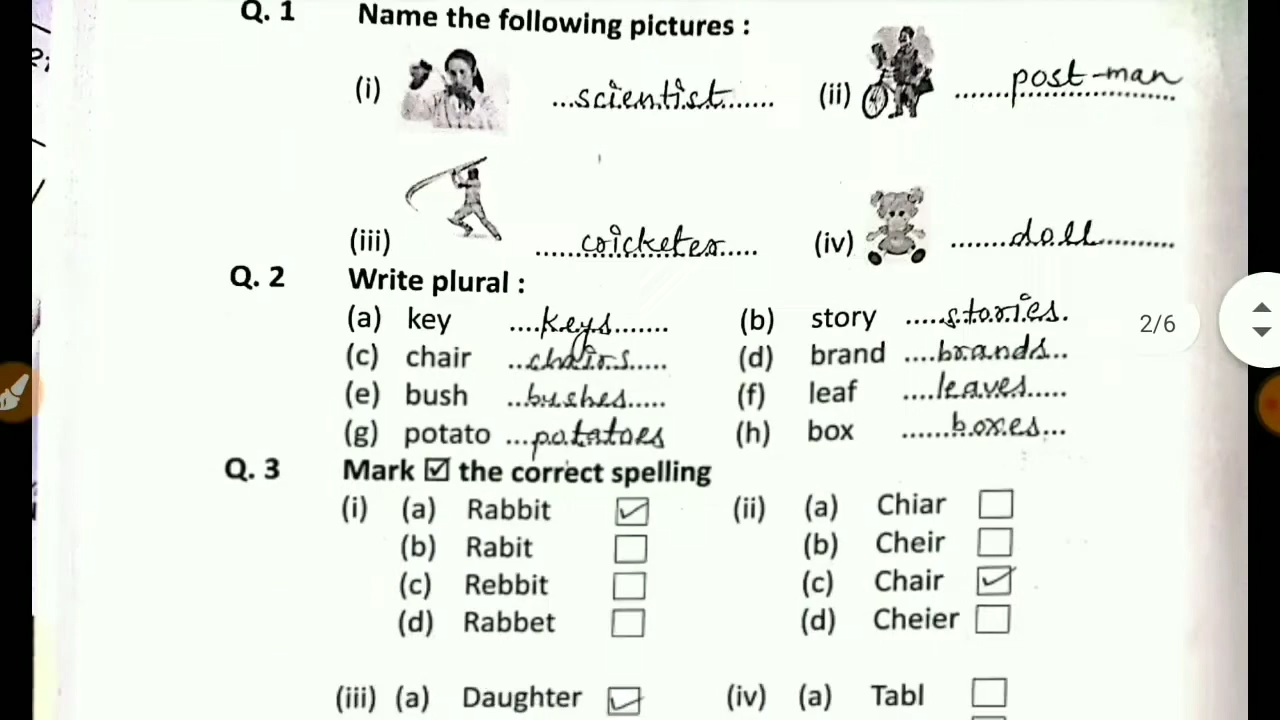 Q. 1 Name the following pictures :
(i) ...scientist....... (ii) .......post-man
(iii) .......cricketer..... (iv) .......doll...........
Q. 2 Write plural :
(a) key ....keys....... (b) story .....stories.
(c) chair ...chairs..... (d) brand ....brands...
(e) bush ...bushes..... (f) leaf ....leaves.....
(g) potato ...potatoes (h) box ......boxes...
2/6
Q. 3 Mark ☑ the correct spelling
(i) (a) Rabbit ☑ (ii) (a) Chiar ☐
(b) Rabit ☐ (b) Cheir ☐
(c) Rebbit ☐ (c) Chair ☑
(d) Rabbet ☐ (d) Cheier ☐
(iii) (a) Daughter ☑ (iv) (a) Tabl ☐